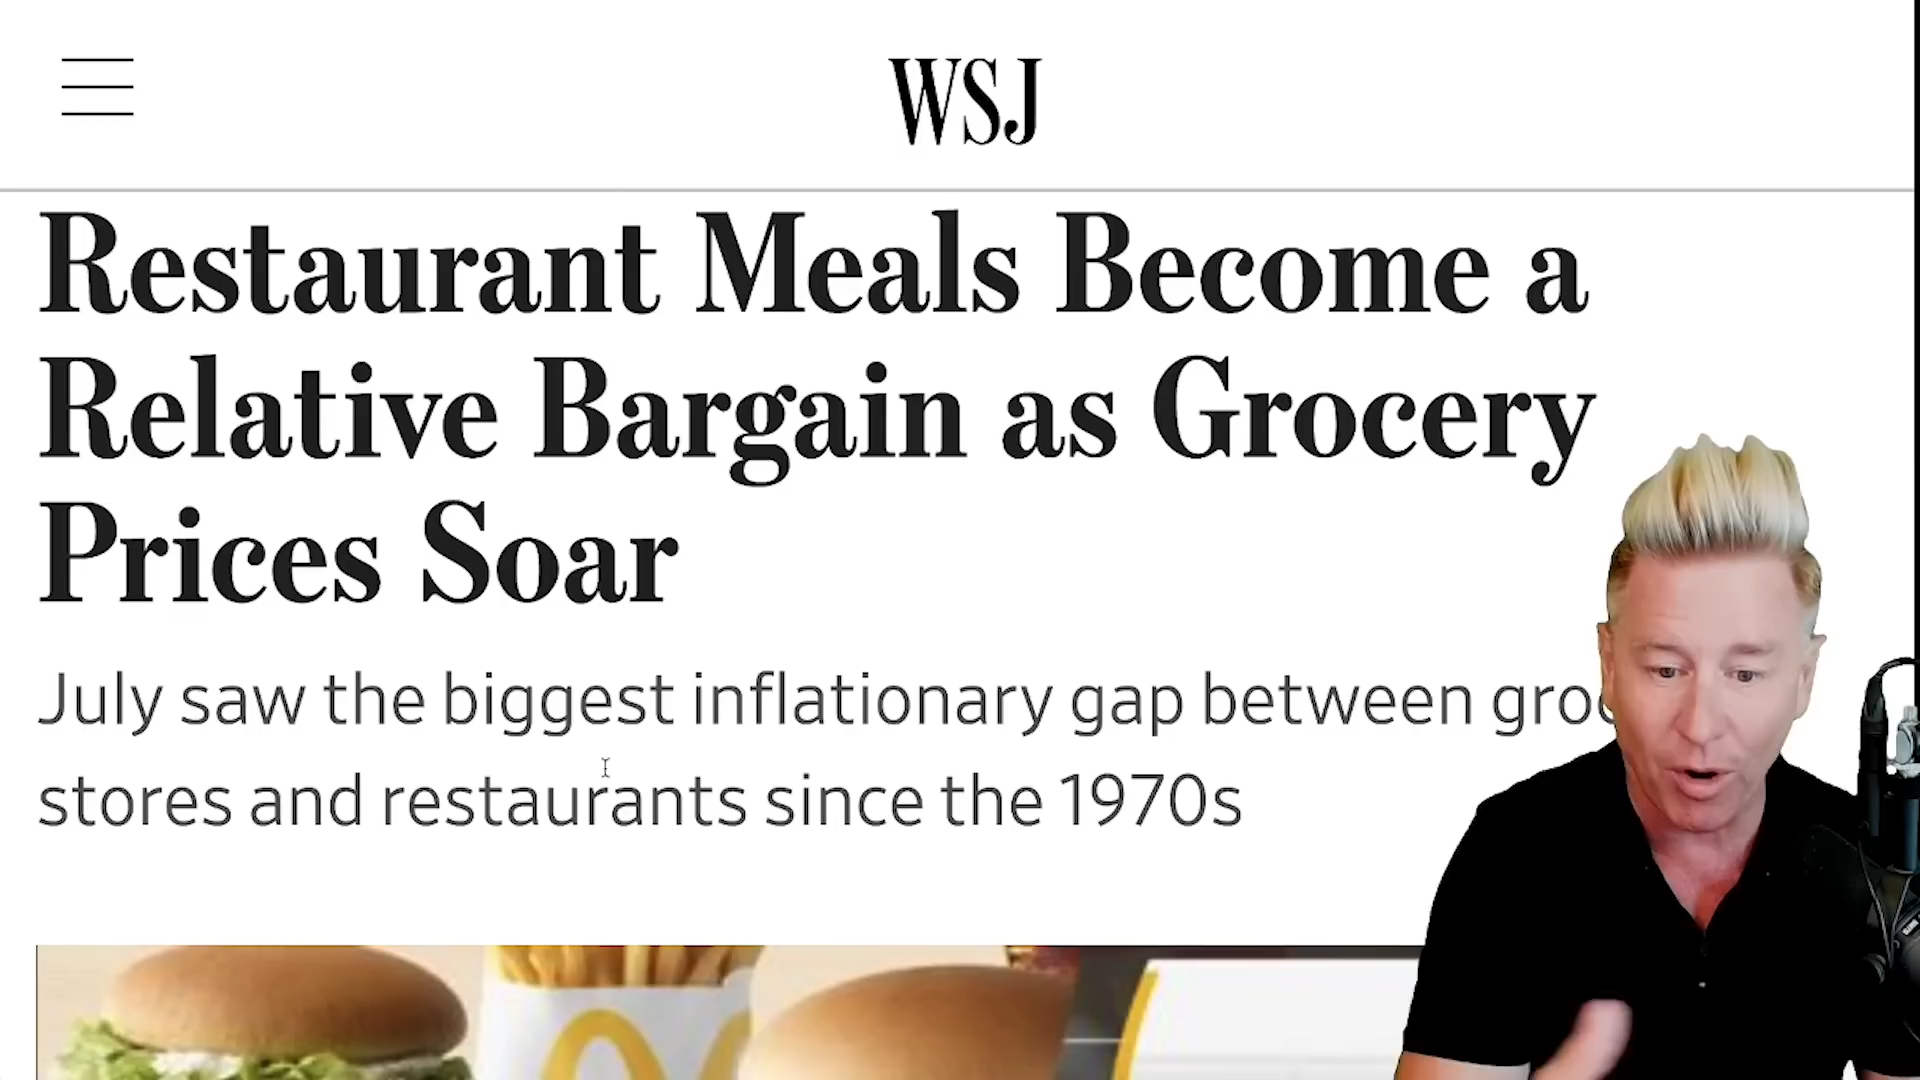 WSJ
Restaurant Meals Become a
Relative Bargain as Grocery
Prices Soar
July saw the biggest inflationary gap between
stores and restaurants since the 1970s